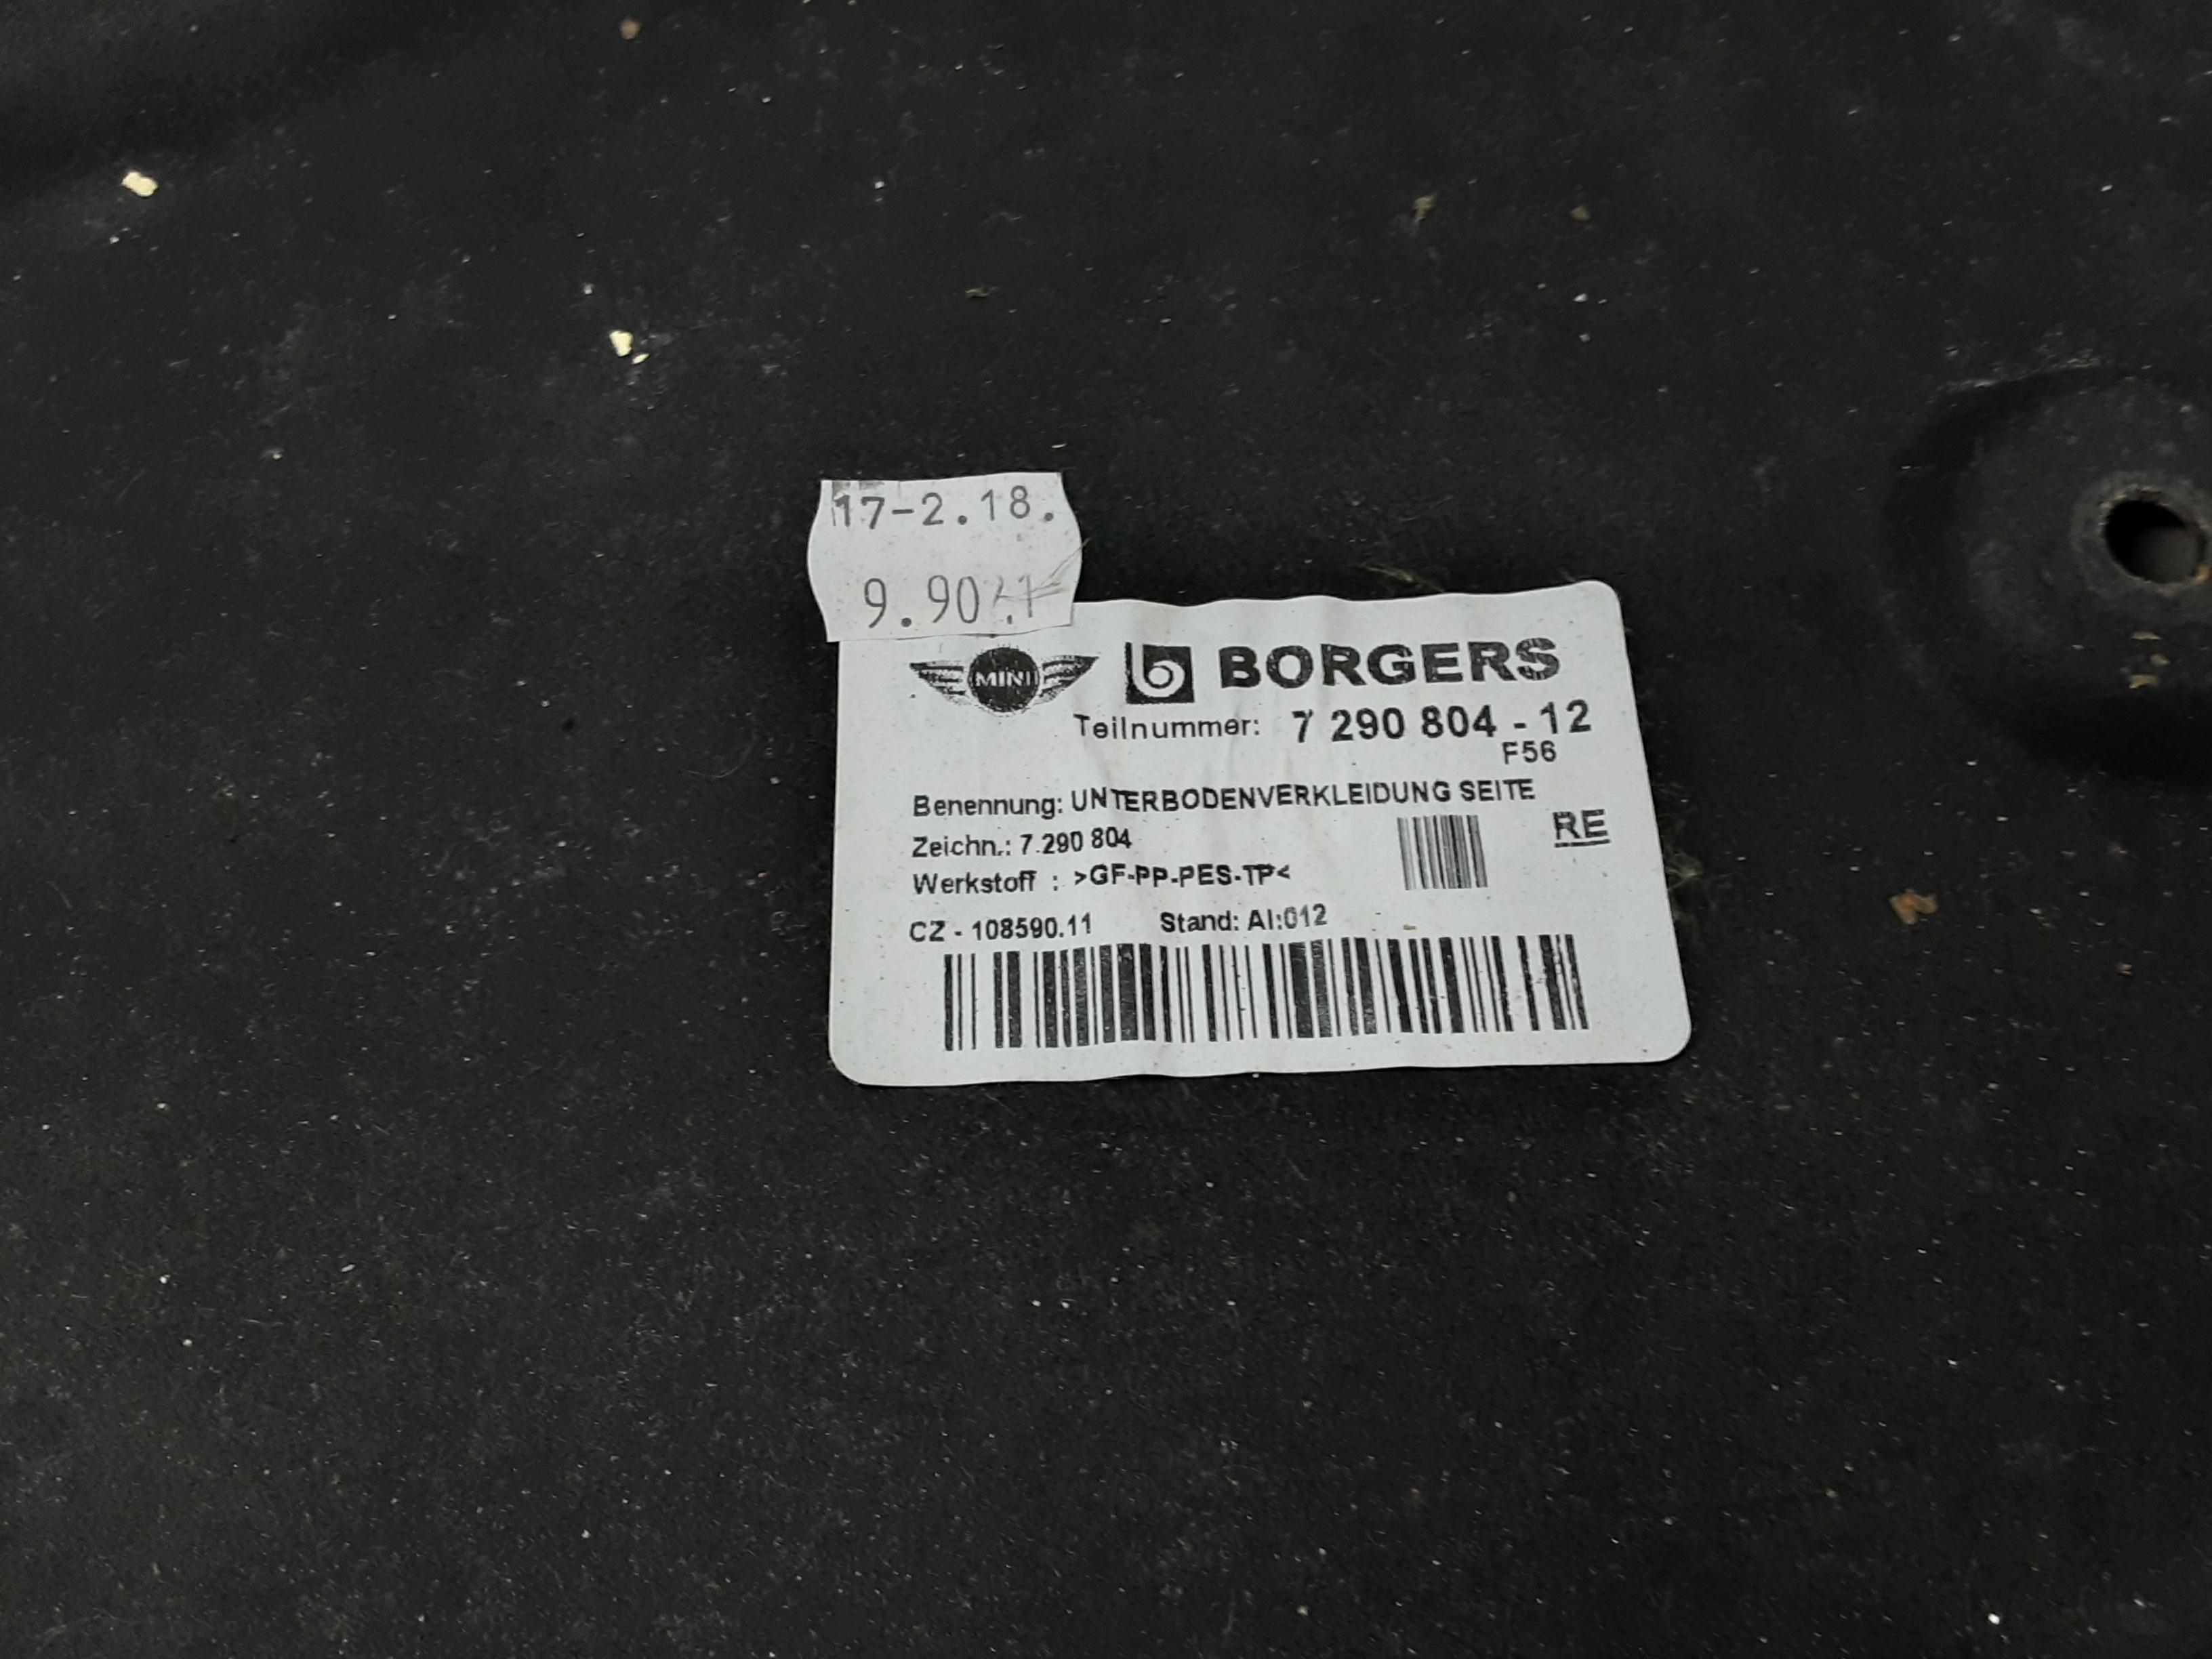 17-2.18.
9.90
MINI BORGERS
Teilnummer: 7 290 804 - 12
F56
Benennung: UNTERBODENVERKLEIDUNG SEITE
RE
Zeichn.: 7.290 804
Werkstoff : >GF-PP-PES-TP<
CZ - 108590.11 Stand: AI:012